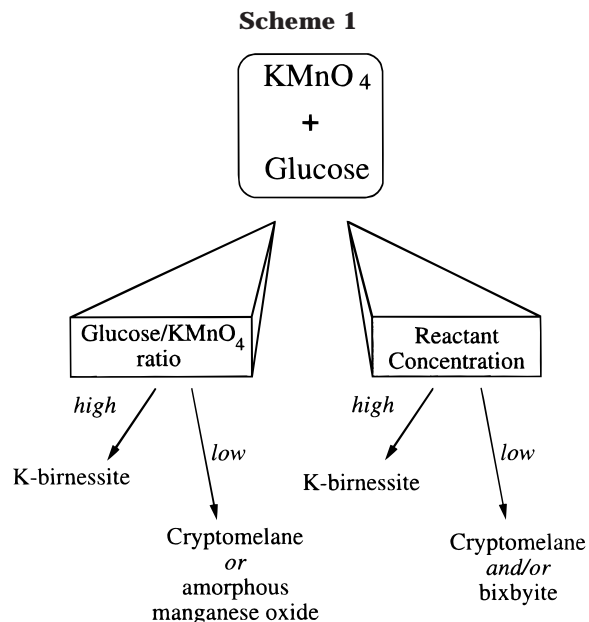 Scheme 1
KMnO4
+
Glucose
Glucose/KMnO4
ratio
high
low
K-birnessite
Cryptomelane
or
amorphous
manganese oxide
Reactant
Concentration
high
low
K-birnessite
Cryptomelane
and/or
bixbyite